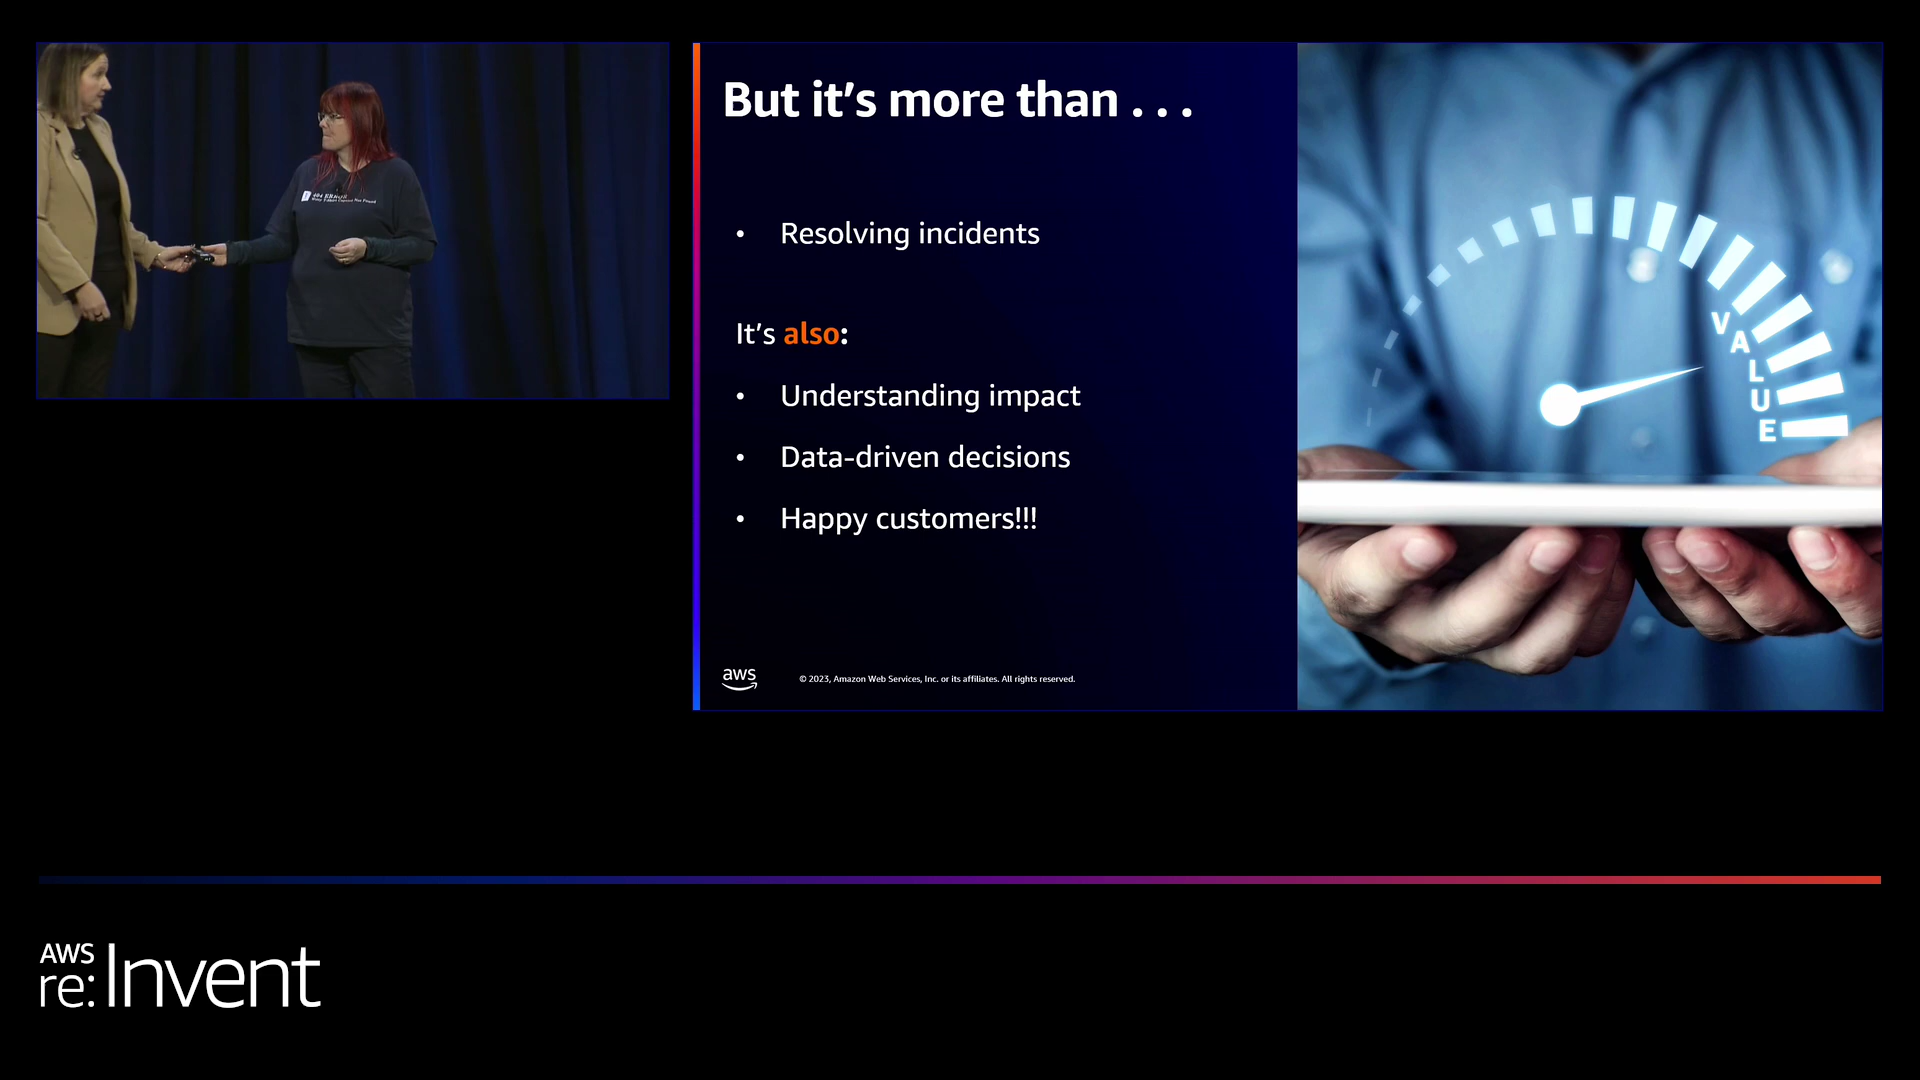 But it's more than . . .
• Resolving incidents
It's also:
• Understanding impact
• Data-driven decisions
• Happy customers!!!
VALUE
aws
© 2023, Amazon Web Services, Inc. or its affiliates. All rights reserved.
AWS
re:Invent